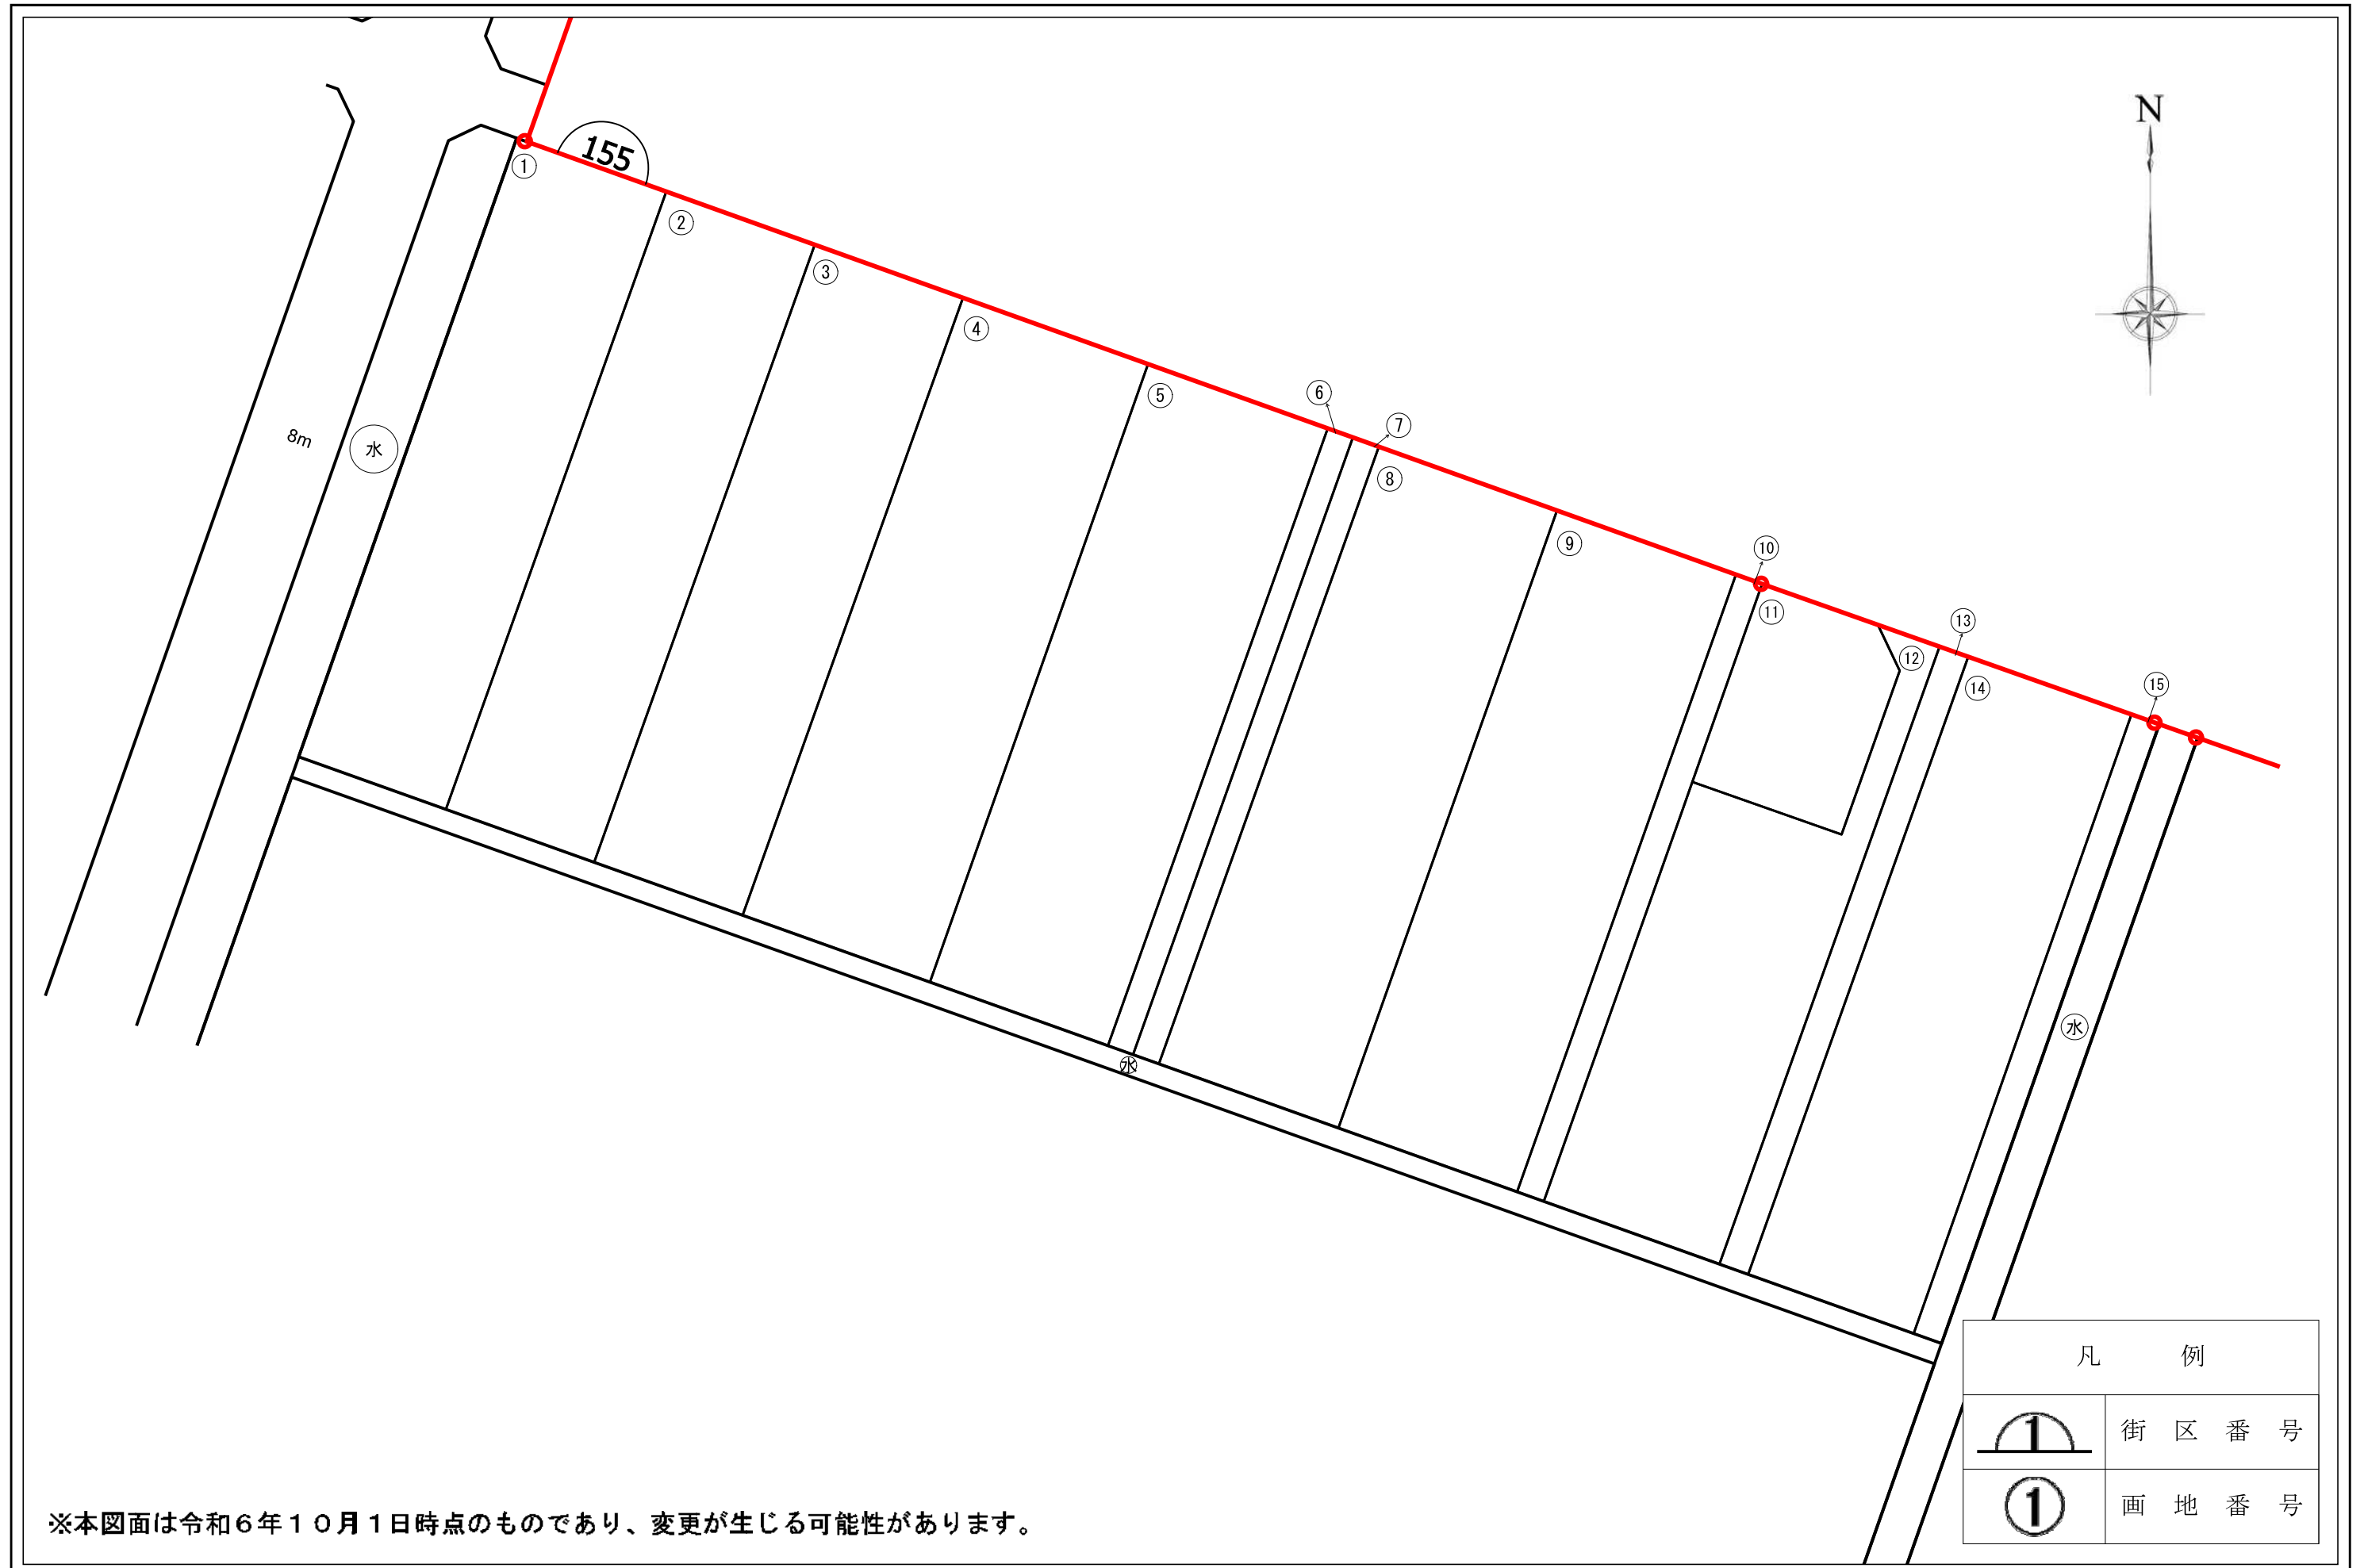 N
155
①
②
③
④
⑤
⑥
⑦
⑧
⑨
⑩
⑪
⑫
⑬
⑭
⑮
8m
水
水
水
凡 例
1 街区番号
① 画地番号
※本図面は令和６年１０月１日時点のものであり、変更が生じる可能性があります。